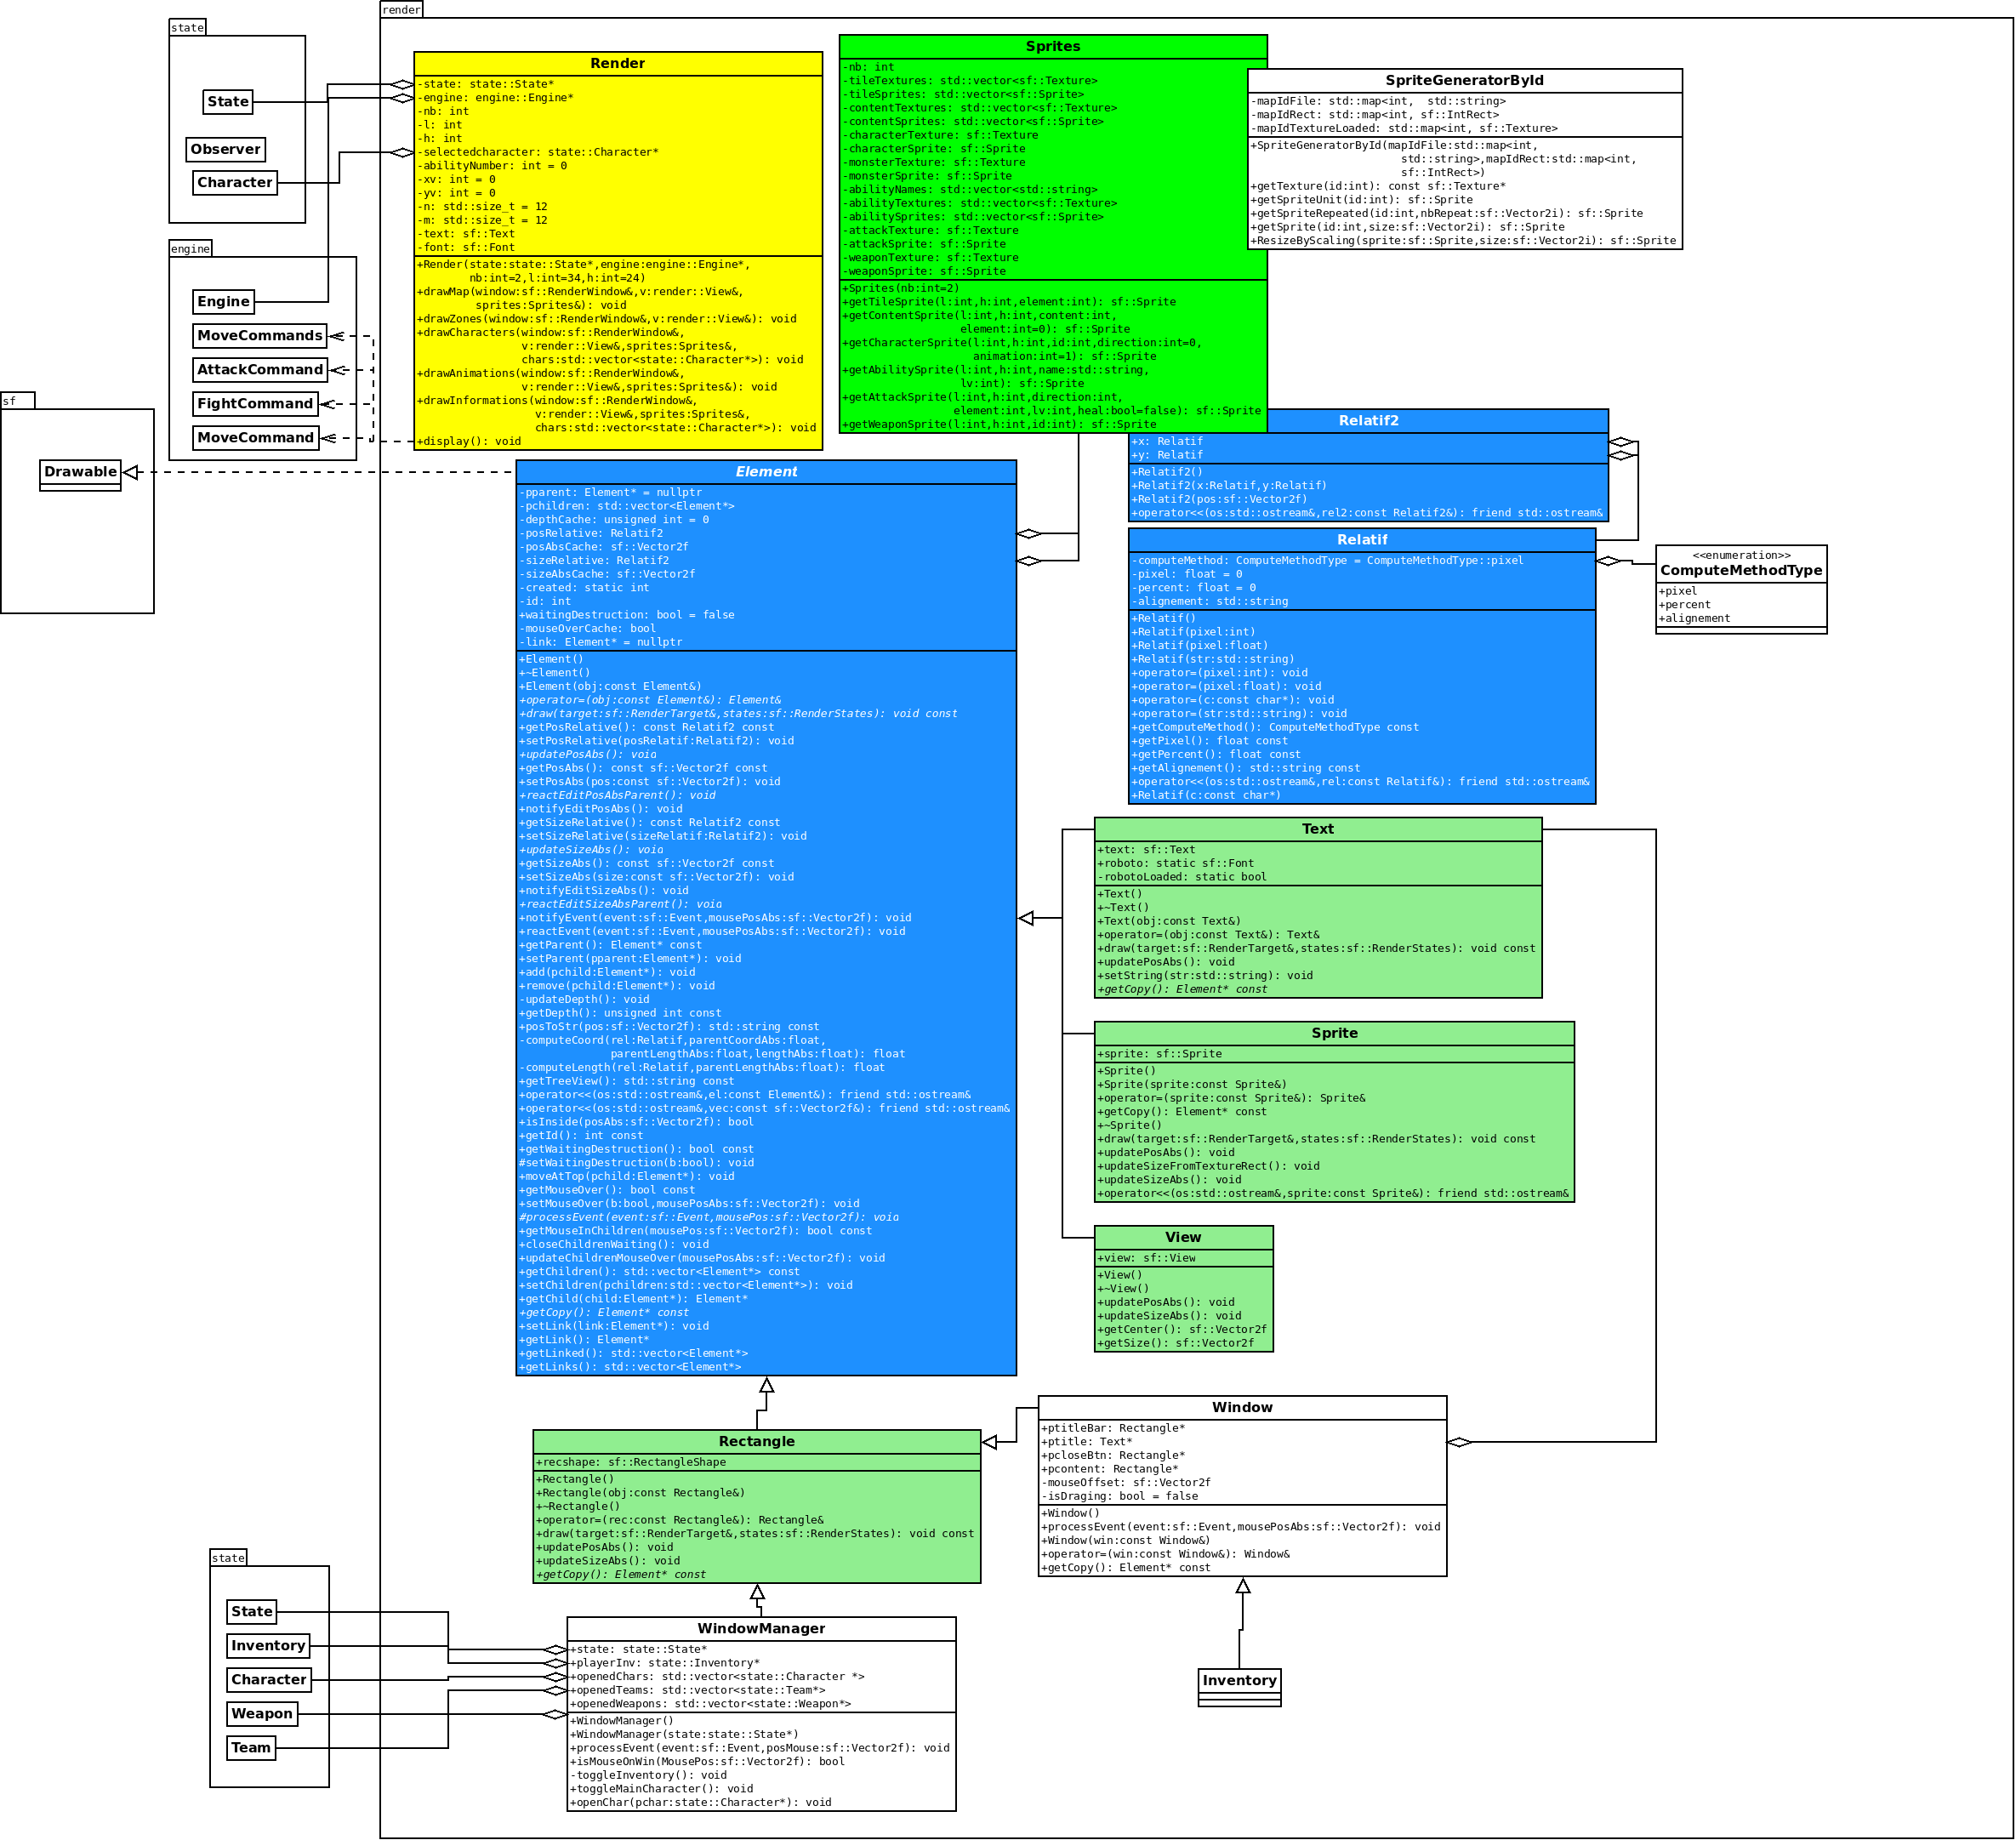 render
state
State
Observer
Character
engine
Engine
MoveCommands
AttackCommand
FightCommand
MoveCommand
sf
Drawable
Render
-state: state::State*
-engine: engine::Engine*
-nb: int
-l: int
-h: int
-selectedcharacter: state::Character*
-abilityNumber: int = 0
-xv: int = 0
-yv: int = 0
-n: std::size_t = 12
-m: std::size_t = 12
-text: sf::Text
-font: sf::Font
+Render(state:state::State*,engine:engine::Engine*,
nb:int=2,l:int=34,h:int=24)
+drawMap(window:sf::RenderWindow&,v:render::View&,
sprites:Sprites&): void
+drawZones(window:sf::RenderWindow&,v:render::View&): void
+drawCharacters(window:sf::RenderWindow&,
v:render::View&,sprites:Sprites&,
chars:std::vector<state::Character*>): void
+drawAnimations(window:sf::RenderWindow&,
v:render::View&,sprites:Sprites&): void
+drawInformations(window:sf::RenderWindow&,
v:render::View&,sprites:Sprites&,
chars:std::vector<state::Character*>): void
+display(): void
Sprites
-nb: int
-tileTextures: std::vector<sf::Texture>
-tileSprites: std::vector<sf::Sprite>
-contentTextures: std::vector<sf::Texture>
-contentSprites: std::vector<sf::Sprite>
-characterTexture: sf::Texture
-characterSprite: sf::Sprite
-monsterTexture: sf::Texture
-monsterSprite: sf::Sprite
-abilityNames: std::vector<std::string>
-abilityTextures: std::vector<sf::Texture>
-abilitySprites: std::vector<sf::Sprite>
-attackTexture: sf::Texture
-attackSprite: sf::Sprite
-weaponTexture: sf::Texture
-weaponSprite: sf::Sprite
+Sprites(nb:int=2)
+getTileSprite(l:int,h:int,element:int): sf::Sprite
+getContentSprite(l:int,h:int,content:int,
element:int=0): sf::Sprite
+getCharacterSprite(l:int,h:int,id:int,direction:int=0,
animation:int=1): sf::Sprite
+getAbilitySprite(l:int,h:int,name:std::string,
lv:int): sf::Sprite
+getAttackSprite(l:int,h:int,direction:int,
element:int,lv:int,heal:bool=false): sf::Sprite
+getWeaponSprite(l:int,h:int,id:int): sf::Sprite
SpriteGeneratorById
-mapIdFile: std::map<int,  std::string>
-mapIdRect: std::map<int, sf::IntRect>
-mapIdTextureLoaded: std::map<int, sf::Texture>
+SpriteGeneratorById(mapIdFile:std::map<int,
std::string>,mapIdRect:std::map<int,
sf::IntRect>)
+getTexture(id:int): const sf::Texture*
+getSpriteUnit(id:int): sf::Sprite
+getSpriteRepeated(id:int,nbRepeat:sf::Vector2i): sf::Sprite
+getSprite(id:int,size:sf::Vector2i): sf::Sprite
+ResizeByScaling(sprite:sf::Sprite,size:sf::Vector2i): sf::Sprite
Relatif2
+x: Relatif
+y: Relatif
+Relatif2()
+Relatif2(x:Relatif,y:Relatif)
+Relatif2(pos:sf::Vector2f)
+operator<<(os:std::ostream&,rel2:const Relatif2&): friend std::ostream&
Relatif
-computeMethod: ComputeMethodType = ComputeMethodType::pixel
-pixel: float = 0
-percent: float = 0
-alignement: std::string
+Relatif()
+Relatif(pixel:int)
+Relatif(pixel:float)
+Relatif(str:std::string)
+operator=(pixel:int): void
+operator=(pixel:float): void
+operator=(c:const char*): void
+operator=(str:std::string): void
+getComputeMethod(): ComputeMethodType const
+getPixel(): float const
+getPercent(): float const
+getAlignement(): std::string const
+operator<<(os:std::ostream&,rel:const Relatif&): friend std::ostream&
+Relatif(c:const char*)
<<enumeration>>
ComputeMethodType
+pixel
+percent
+alignement
Element
-pparent: Element* = nullptr
-pchildren: std::vector<Element*>
-depthCache: unsigned int = 0
-posRelative: Relatif2
-posAbsCache: sf::Vector2f
-sizeRelative: Relatif2
-sizeAbsCache: sf::Vector2f
-created: static int
-id: int
+waitingDestruction: bool = false
-mouseOverCache: bool
-link: Element* = nullptr
+Element()
+~Element()
+Element(obj:const Element&)
+operator=(obj:const Element&): Element&
+draw(target:sf::RenderTarget&,states:sf::RenderStates): void const
+getPosRelative(): const Relatif2 const
+setPosRelative(posRelatif:Relatif2): void
+updatePosAbs(): void
+getPosAbs(): const sf::Vector2f const
+setPosAbs(pos:const sf::Vector2f): void
+reactEditPosAbsParent(): void
+notifyEditPosAbs(): void
+getSizeRelative(): const Relatif2 const
+setSizeRelative(sizeRelatif:Relatif2): void
+updateSizeAbs(): void
+getSizeAbs(): const sf::Vector2f const
+setSizeAbs(size:const sf::Vector2f): void
+notifyEditSizeAbs(): void
+reactEditSizeAbsParent(): void
+notifyEvent(event:sf::Event,mousePosAbs:sf::Vector2f): void
+reactEvent(event:sf::Event,mousePosAbs:sf::Vector2f): void
+getParent(): Element* const
+setParent(pparent:Element*): void
+add(pchild:Element*): void
+remove(pchild:Element*): void
-updateDepth(): void
+getDepth(): unsigned int const
+posToStr(pos:sf::Vector2f): std::string const
-computeCoord(rel:Relatif,parentCoordAbs:float,
parentLengthAbs:float,lengthAbs:float): float
-computeLength(rel:Relatif,parentLengthAbs:float): float
+getTreeView(): std::string const
+operator<<(os:std::ostream&,el:const Element&): friend std::ostream&
+operator<<(os:std::ostream&,vec:const sf::Vector2f&): friend std::ostream&
+isInside(posAbs:sf::Vector2f): bool
+getId(): int const
+getWaitingDestruction(): bool const
#setWaitingDestruction(b:bool): void
+moveAtTop(pchild:Element*): void
+getMouseOver(): bool const
+setMouseOver(b:bool,mousePosAbs:sf::Vector2f): void
#processEvent(event:sf::Event,mousePos:sf::Vector2f): void
+getMouseInChildren(mousePos:sf::Vector2f): bool const
+closeChildrenWaiting(): void
+updateChildrenMouseOver(mousePosAbs:sf::Vector2f): void
+getChildren(): std::vector<Element*> const
+setChildren(pchildren:std::vector<Element*>): void
+getChild(child:Element*): Element*
+getCopy(): Element* const
+setLink(link:Element*): void
+getLink(): Element*
+getLinked(): std::vector<Element*>
+getLinks(): std::vector<Element*>
Text
+text: sf::Text
+roboto: static sf::Font
-robotoLoaded: static bool
+Text()
+~Text()
+Text(obj:const Text&)
+operator=(obj:const Text&): Text&
+draw(target:sf::RenderTarget&,states:sf::RenderStates): void const
+updatePosAbs(): void
+setString(str:std::string): void
+getCopy(): Element* const
Sprite
+sprite: sf::Sprite
+Sprite()
+Sprite(sprite:const Sprite&)
+operator=(sprite:const Sprite&): Sprite&
+getCopy(): Element* const
+~Sprite()
+draw(target:sf::RenderTarget&,states:sf::RenderStates): void const
+updatePosAbs(): void
+updateSizeFromTextureRect(): void
+updateSizeAbs(): void
+operator<<(os:std::ostream&,sprite:const Sprite&): friend std::ostream&
View
+view: sf::View
+View()
+~View()
+updatePosAbs(): void
+updateSizeAbs(): void
+getCenter(): sf::Vector2f
+getSize(): sf::Vector2f
Rectangle
+recshape: sf::RectangleShape
+Rectangle()
+Rectangle(obj:const Rectangle&)
+~Rectangle()
+operator=(rec:const Rectangle&): Rectangle&
+draw(target:sf::RenderTarget&,states:sf::RenderStates): void const
+updatePosAbs(): void
+updateSizeAbs(): void
+getCopy(): Element* const
Window
+ptitleBar: Rectangle*
+ptitle: Text*
+pcloseBtn: Rectangle*
+pcontent: Rectangle*
-mouseOffset: sf::Vector2f
-isDraging: bool = false
+Window()
+processEvent(event:sf::Event,mousePosAbs:sf::Vector2f): void
+Window(win:const Window&)
+operator=(win:const Window&): Window&
+getCopy(): Element* const
state
State
Inventory
Character
Weapon
Team
WindowManager
+state: state::State*
+playerInv: state::Inventory*
+openedChars: std::vector<state::Character *>
+openedTeams: std::vector<state::Team*>
+openedWeapons: std::vector<state::Weapon*>
+WindowManager()
+WindowManager(state:state::State*)
+processEvent(event:sf::Event,posMouse:sf::Vector2f): void
+isMouseOnWin(MousePos:sf::Vector2f): bool
-toggleInventory(): void
+toggleMainCharacter(): void
+openChar(pchar:state::Character*): void
Inventory